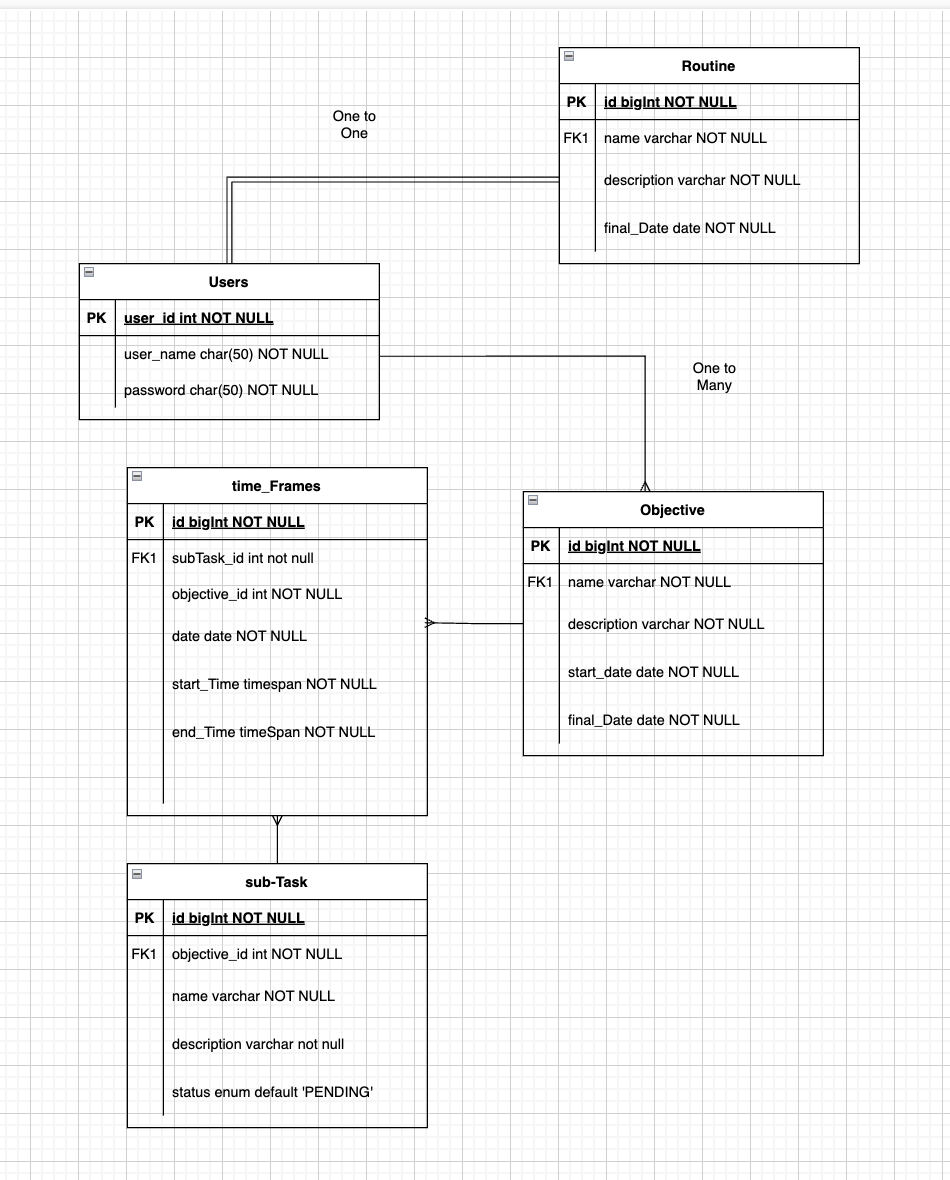 Routine
PK id bigInt NOT NULL
FK1 name varchar NOT NULL
description varchar NOT NULL
final_Date date NOT NULL
One to
One
Users
PK user_id int NOT NULL
user_name char(50) NOT NULL
password char(50) NOT NULL
One to
Many
time_Frames
PK id bigInt NOT NULL
FK1 subTask_id int not null
objective_id int NOT NULL
date date NOT NULL
start_Time timespan NOT NULL
end_Time timeSpan NOT NULL
Objective
PK id bigInt NOT NULL
FK1 name varchar NOT NULL
description varchar NOT NULL
start_date date NOT NULL
final_Date date NOT NULL
sub-Task
PK id bigInt NOT NULL
FK1 objective_id int NOT NULL
name varchar NOT NULL
description varchar not null
status enum default 'PENDING'